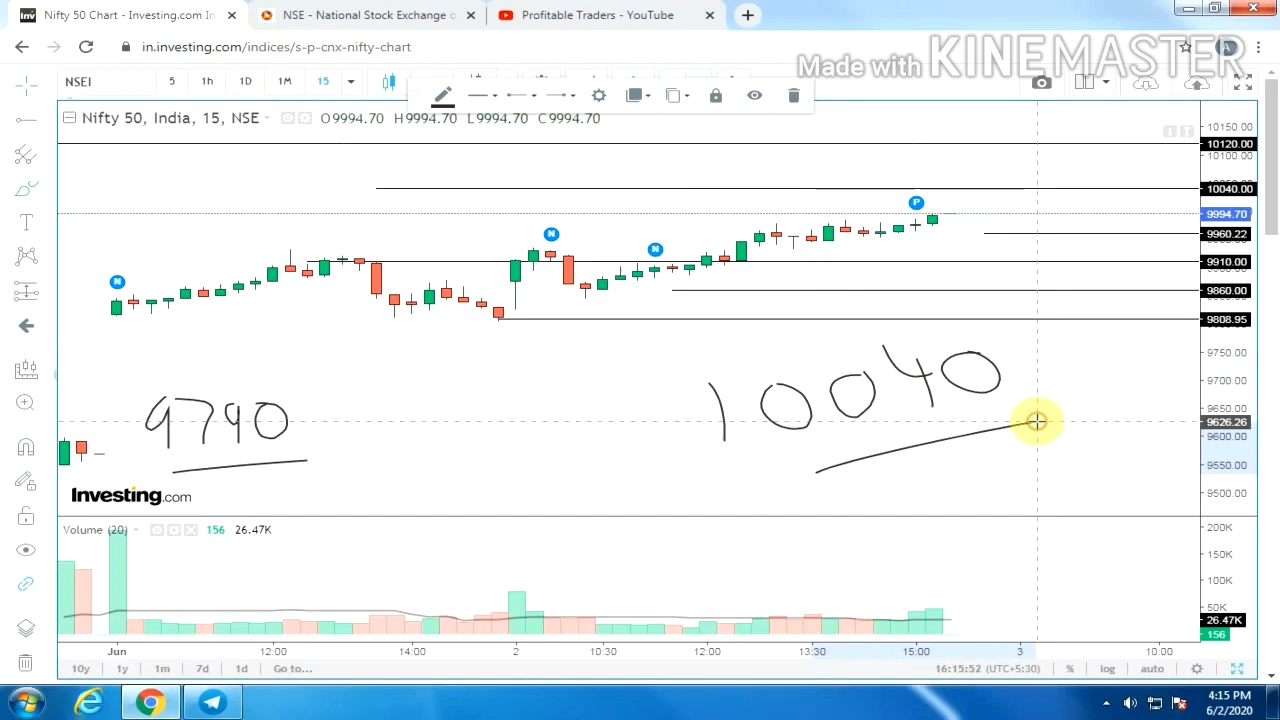 Nifty 50 Chart - Investing.com In
NSE - National Stock Exchange o
Profitable Traders - YouTube
in.investing.com/indices/s-p-cnx-nifty-chart
A
Made with KINEMASTER
NSEI 5 1h 1D 1M 15
Nifty 50, India, 15, NSE O9994.70 H9994.70 L9994.70 C9994.70
10150.00
10120.00
10100.00
10040.00
P
9994.70
N
9960.22
N
9910.00
N
9860.00
9808.95
9750.00
9700.00
9790
10040
9650.00
9626.26
9600.00
9550.00
Investing.com
9500.00
Volume (20) 156 26.47K
200K
150K
100K
50K
26.47K
156
Jun 12:00 14:00 2 10:30 12:00 13:30 15:00 3 10:00
10y 1y 1m 7d 1d Go to... 16:15:52 (UTC+5:30) % log auto
4:15 PM
6/2/2020